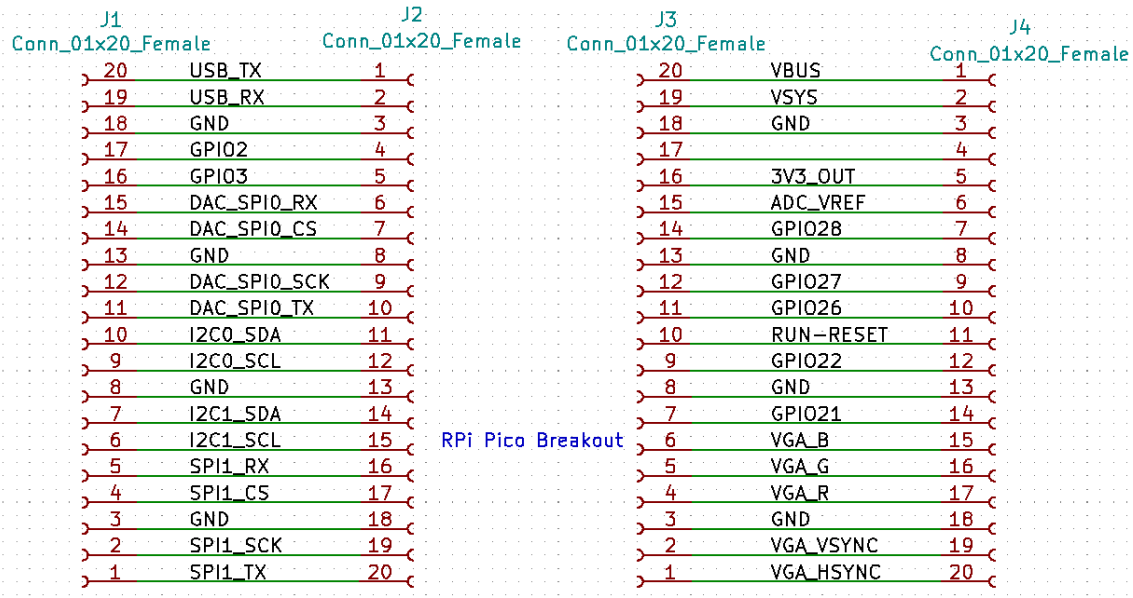 J1 J2 J3 J4
Conn_01x20_Female Conn_01x20_Female Conn_01x20_Female Conn_01x20_Female
20 USB_TX 1 20 VBUS 1
19 USB_RX 2 19 VSYS 2
18 GND 3 18 GND 3
17 GPIO2 4 17 4
16 GPIO3 5 16 3V3_OUT 5
15 DAC_SPI0_RX 6 15 ADC_VREF 6
14 DAC_SPI0_CS 7 14 GPIO28 7
13 GND 8 13 GND 8
12 DAC_SPI0_SCK 9 12 GPIO27 9
11 DAC_SPI0_TX 10 11 GPIO26 10
10 I2C0_SDA 11 10 RUN-RESET 11
9 I2C0_SCL 12 9 GPIO22 12
8 GND 13 8 GND 13
7 I2C1_SDA 14 7 GPIO21 14
6 I2C1_SCL 15 RPi Pico Breakout 6 VGA_B 15
5 SPI1_RX 16 5 VGA_G 16
4 SPI1_CS 17 4 VGA_R 17
3 GND 18 3 GND 18
2 SPI1_SCK 19 2 VGA_VSYNC 19
1 SPI1_TX 20 1 VGA_HSYNC 20